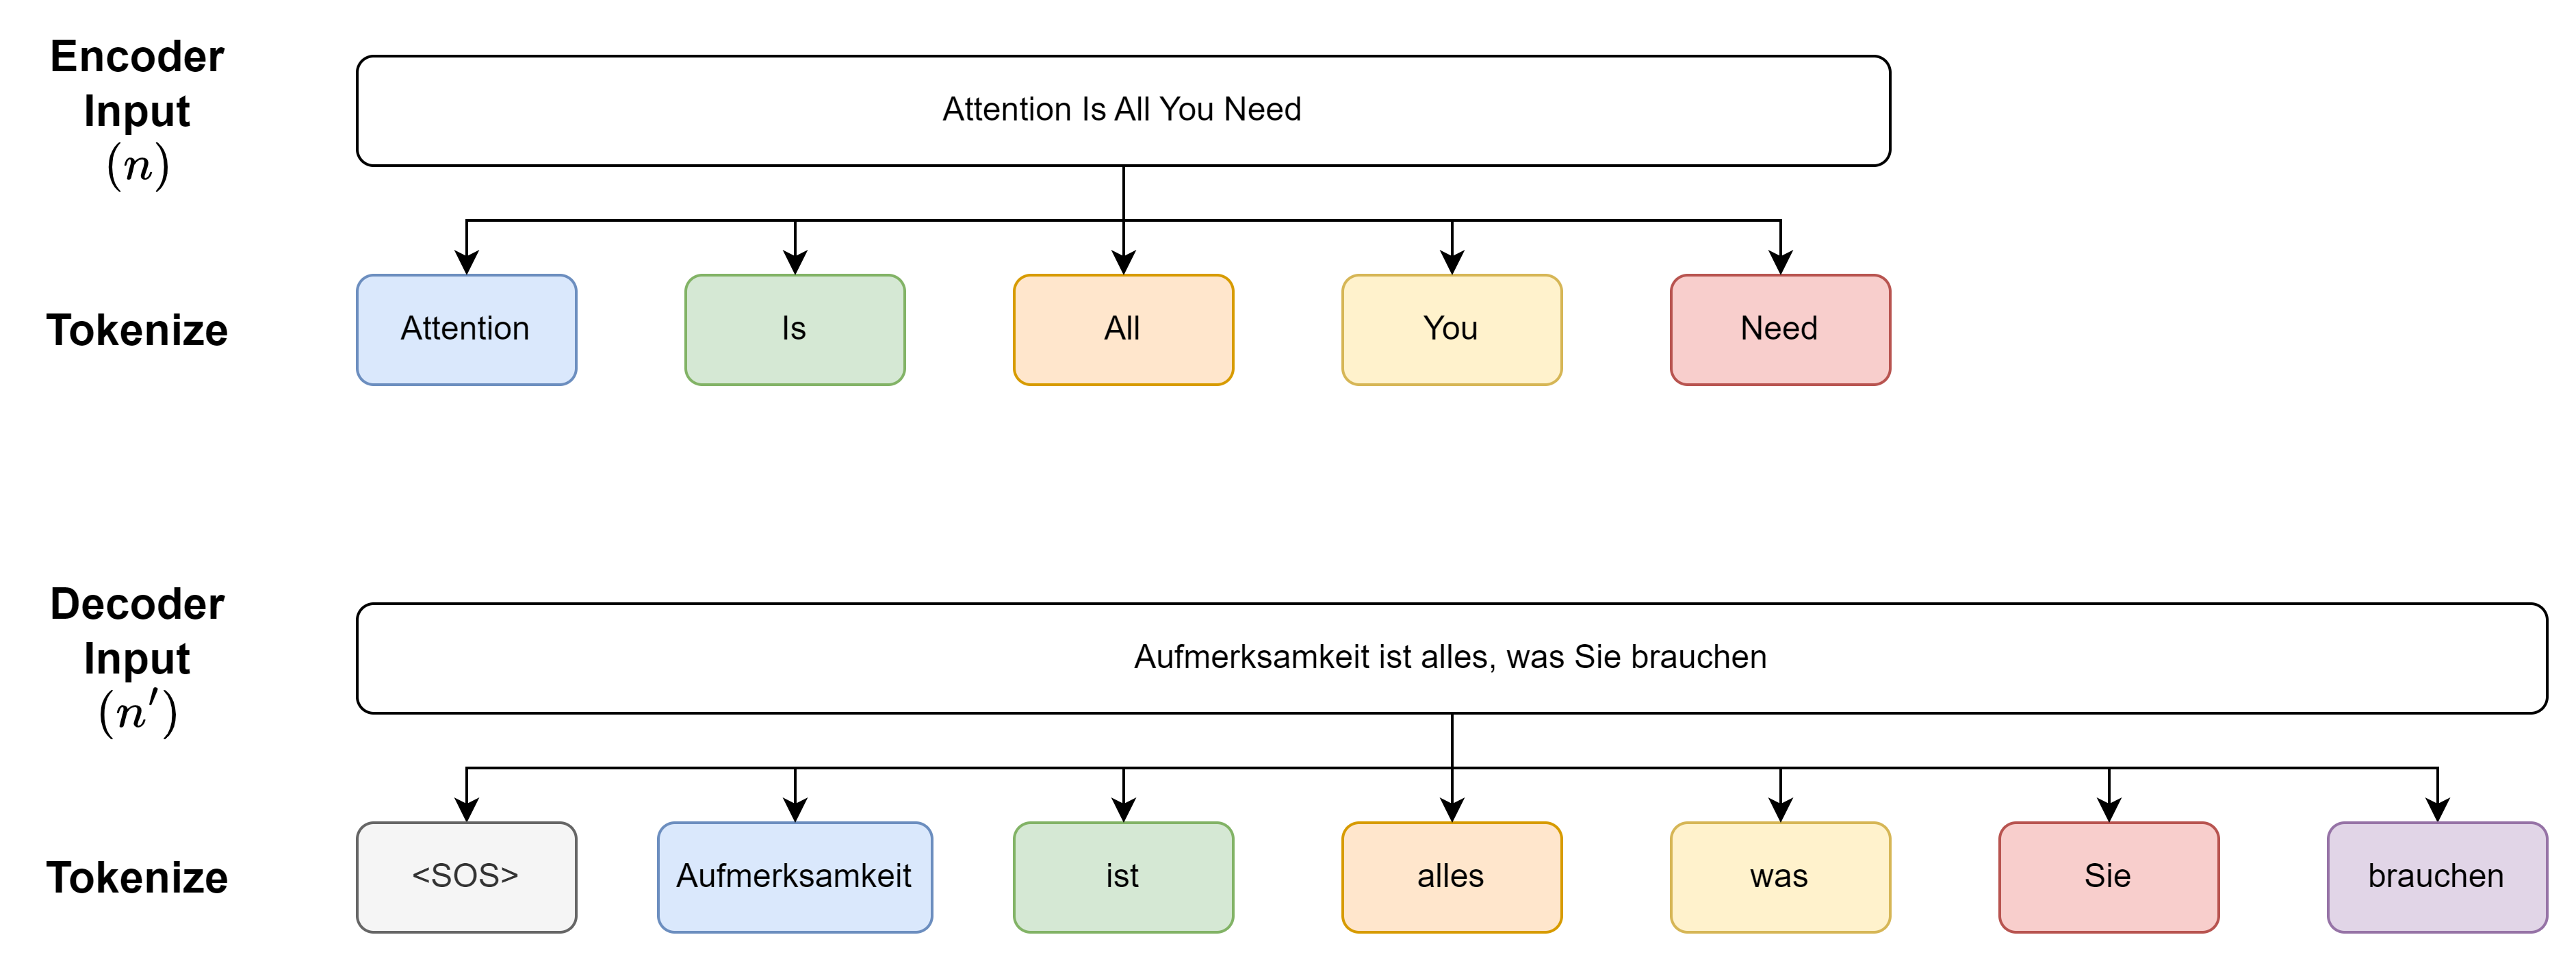 Encoder
Input
(n)
Attention Is All You Need
Tokenize
Attention
Is
All
You
Need
Decoder
Input
(n′)
Aufmerksamkeit ist alles, was Sie brauchen
Tokenize
<SOS>
Aufmerksamkeit
ist
alles
was
Sie
brauchen